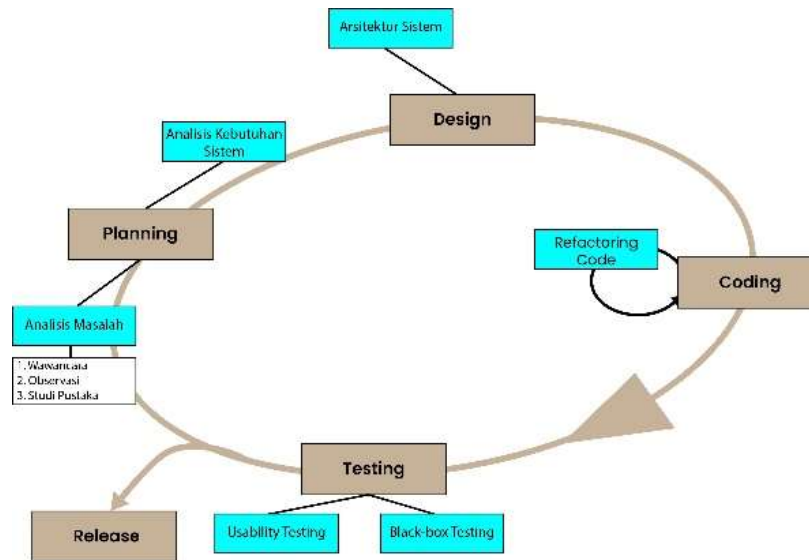 Arsitektur Sistem
Design
Analisis Kebutuhan
Sistem
Planning
Refactoring
Code
Coding
Analisis Masalah
1. Wawancara
2. Observasi
3. Studi Pustaka
Testing
Release
Usability Testing
Black-box Testing